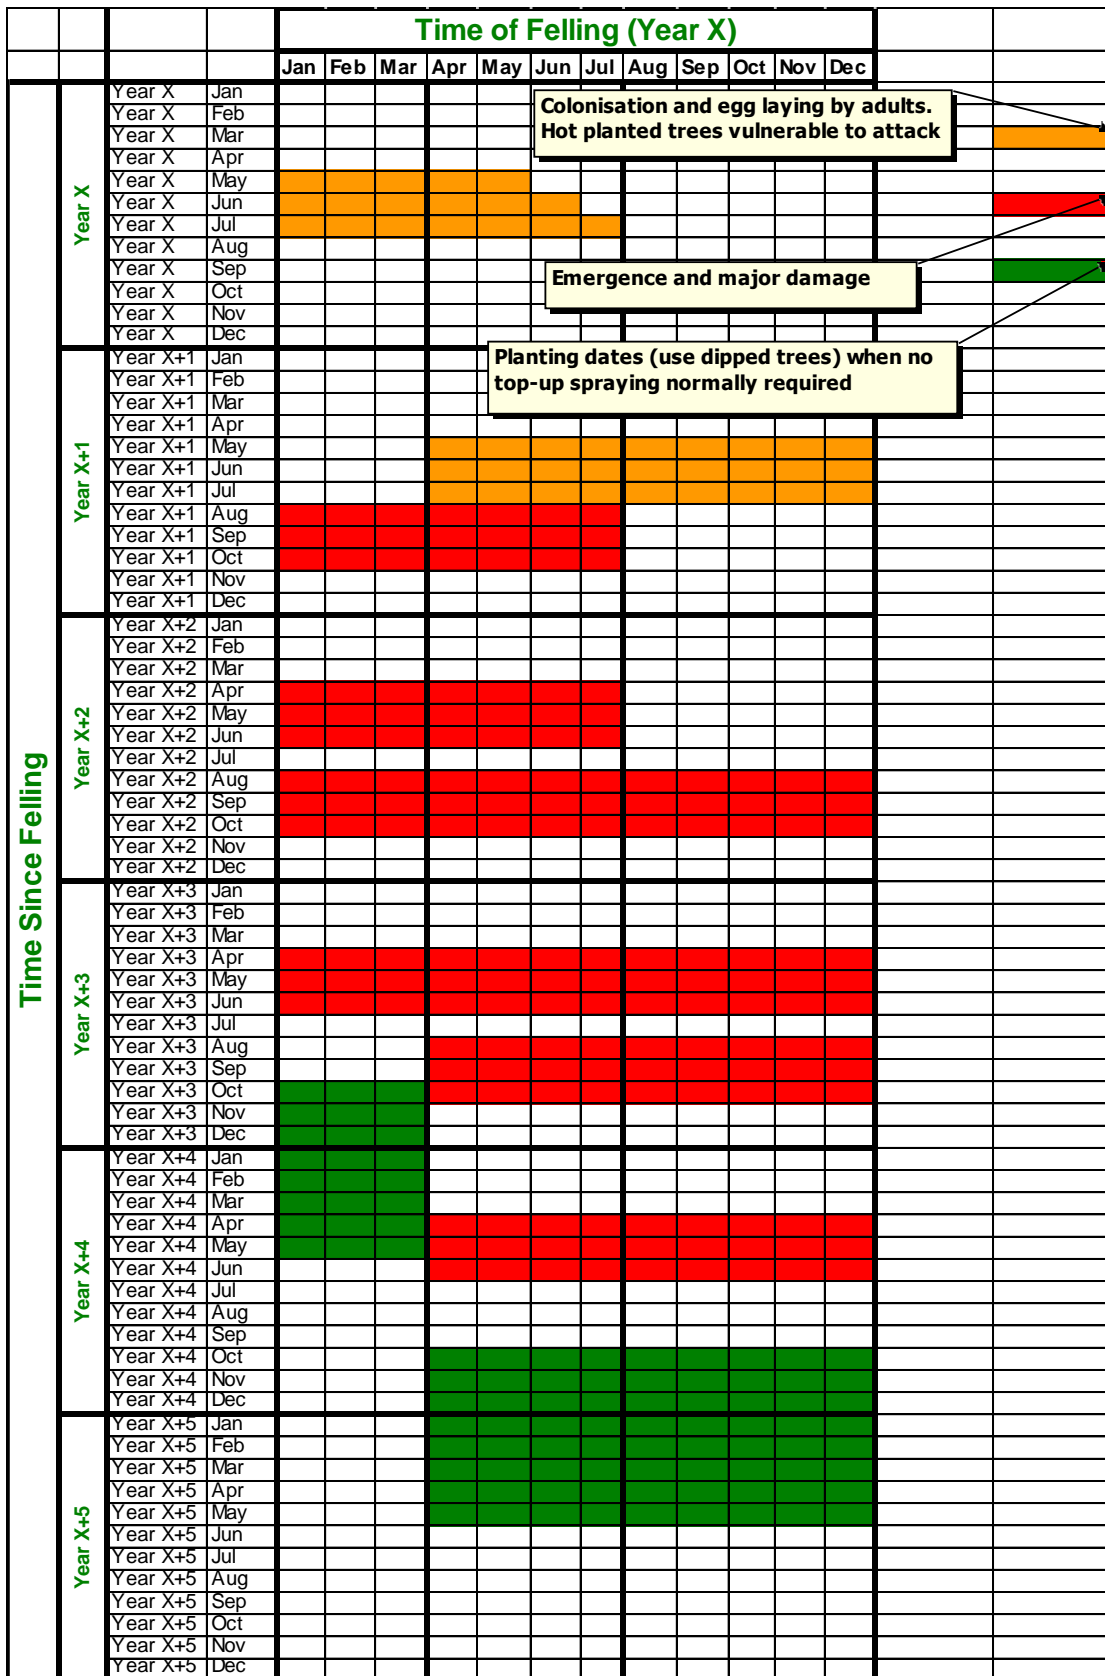 Time of Felling (Year X)
Jan Feb Mar Apr May Jun Jul Aug Sep Oct Nov Dec
Time Since Felling
Year X
Year X Jan
Year X Feb
Year X Mar
Year X Apr
Year X May
Year X Jun
Year X Jul
Year X Aug
Year X Sep
Year X Oct
Year X Nov
Year X Dec
Colonisation and egg laying by adults.
Hot planted trees vulnerable to attack
Emergence and major damage
Planting dates (use dipped trees) when no
top-up spraying normally required
Year X+1
Year X+1 Jan
Year X+1 Feb
Year X+1 Mar
Year X+1 Apr
Year X+1 May
Year X+1 Jun
Year X+1 Jul
Year X+1 Aug
Year X+1 Sep
Year X+1 Oct
Year X+1 Nov
Year X+1 Dec
Year X+2
Year X+2 Jan
Year X+2 Feb
Year X+2 Mar
Year X+2 Apr
Year X+2 May
Year X+2 Jun
Year X+2 Jul
Year X+2 Aug
Year X+2 Sep
Year X+2 Oct
Year X+2 Nov
Year X+2 Dec
Year X+3
Year X+3 Jan
Year X+3 Feb
Year X+3 Mar
Year X+3 Apr
Year X+3 May
Year X+3 Jun
Year X+3 Jul
Year X+3 Aug
Year X+3 Sep
Year X+3 Oct
Year X+3 Nov
Year X+3 Dec
Year X+4
Year X+4 Jan
Year X+4 Feb
Year X+4 Mar
Year X+4 Apr
Year X+4 May
Year X+4 Jun
Year X+4 Jul
Year X+4 Aug
Year X+4 Sep
Year X+4 Oct
Year X+4 Nov
Year X+4 Dec
Year X+5
Year X+5 Jan
Year X+5 Feb
Year X+5 Mar
Year X+5 Apr
Year X+5 May
Year X+5 Jun
Year X+5 Jul
Year X+5 Aug
Year X+5 Sep
Year X+5 Oct
Year X+5 Nov
Year X+5 Dec